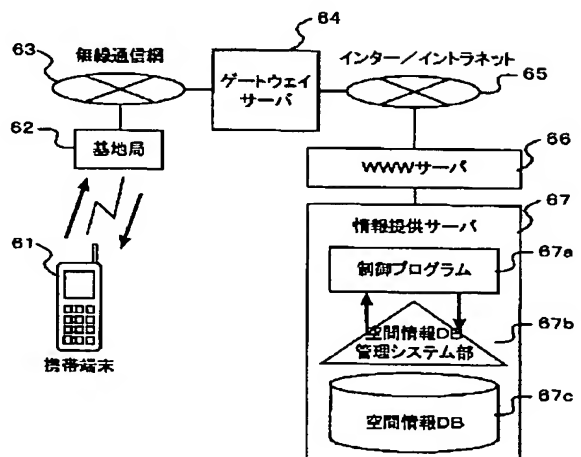 64
63
無線通信網
ゲートウェイ
サーバ
インター/イントラネット
65
62
基地局
66
WWWサーバ
67
情報提供サーバ
61
制御プログラム
67a
空間情報DB
管理システム部
67b
携帯端末
空間情報DB
67c